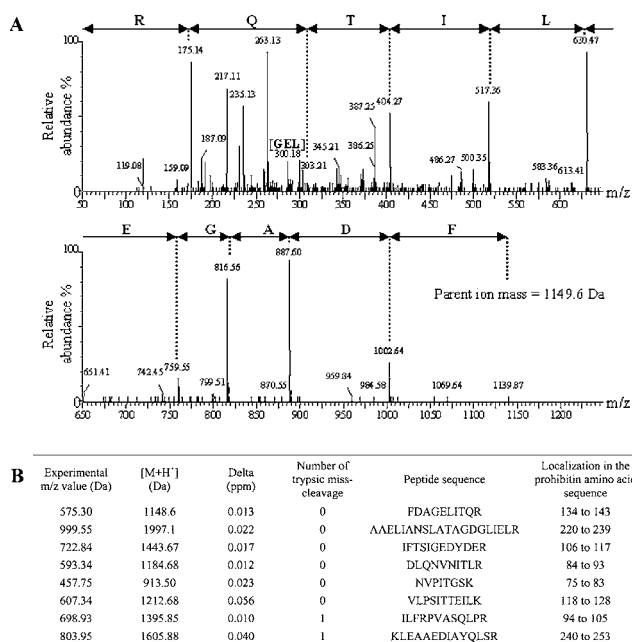 A
R Q T I L
100
175.14
263.13
630.47
217.11
235.13
187.09
[GEL]
300.18
303.21
345.21
387.25
386.25
404.27
517.36
119.08
159.09
486.27
500.35
583.36
613.41
Relative
abundance %
0
50 100 150 200 250 300 350 400 450 500 550 600
m/z
E G A D F
100
816.56
887.60
Parent ion mass = 1149.6 Da
1002.64
651.41
742.45
759.55
799.51
870.55
959.84
984.58
1069.64
1139.87
Relative
abundance %
0
650 700 750 800 850 900 950 1000 1050 1100 1150 1200
m/z
B
Experimental m/z value (Da) [M+H+] (Da) Delta (ppm) Number of trypsic miss-cleavage Peptide sequence Localization in the prohibitin amino acid sequence
575.30 1148.6 0.013 0 FDAGELITQR 134 to 143
999.55 1997.1 0.022 0 AAELIANSLATAGDGLIELR 220 to 239
722.84 1443.67 0.017 0 IFTSIGEDYDER 106 to 117
593.34 1184.68 0.012 0 DLQNVNITLR 84 to 93
457.75 913.50 0.023 0 NVPITGSK 75 to 83
607.34 1212.68 0.056 0 VLPSITTEILK 118 to 128
698.93 1395.85 0.010 1 ILFRPVASQLPR 94 to 105
803.95 1605.88 0.040 1 KLEAAEDIAYQLSR 240 to 253